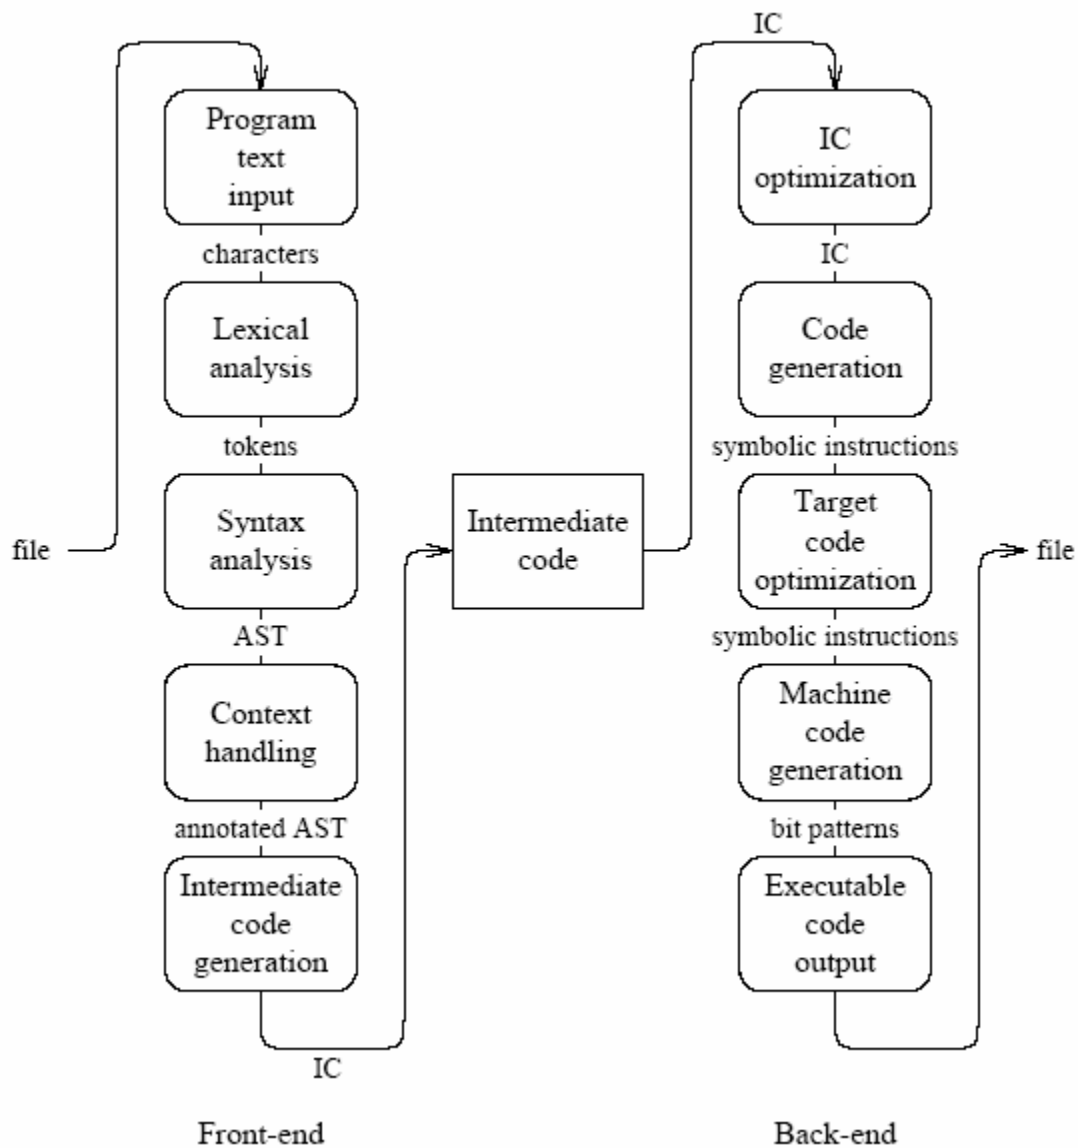 file
Program
text
input
characters
Lexical
analysis
tokens
Syntax
analysis
AST
Context
handling
annotated AST
Intermediate
code
generation
IC
Front-end
Intermediate
code
IC
IC
optimization
IC
Code
generation
symbolic instructions
Target
code
optimization
symbolic instructions
Machine
code
generation
bit patterns
Executable
code
output
file
Back-end